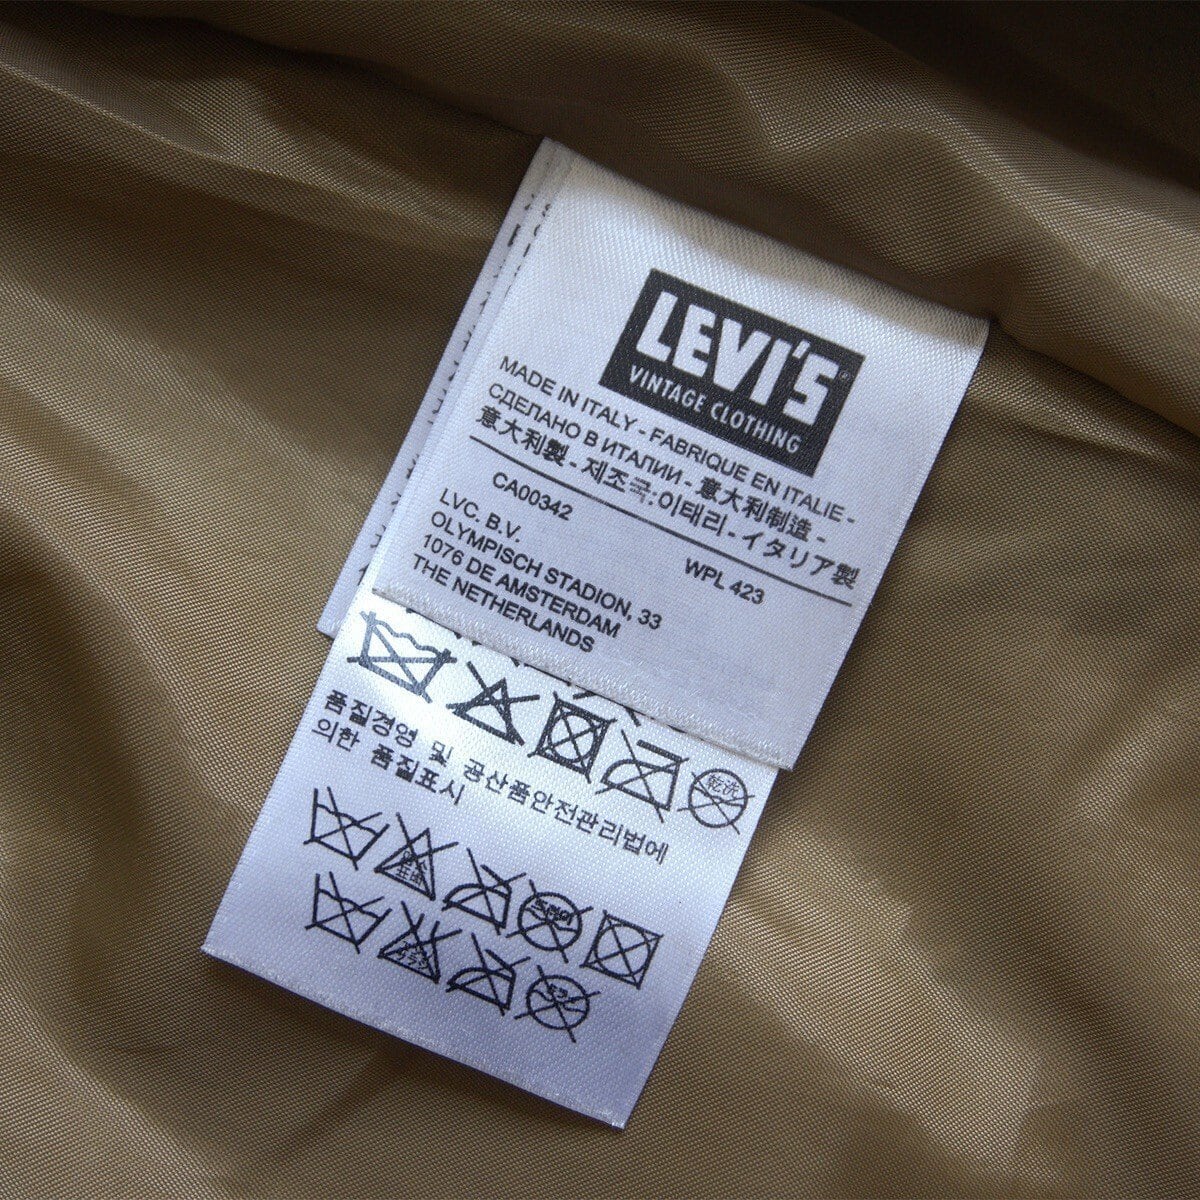 LEVI'S®
VINTAGE CLOTHING
MADE IN ITALY - FABRIQUE EN ITALIE -
СДЕЛАНО В ИТАЛИИ - 意大利制造 -
意大利製 - 제조국:이태리 - イタリア製
CA00342 WPL 423
LVC. B.V.
OLYMPISCH STADION, 33
1076 DE AMSTERDAM
THE NETHERLANDS
乾洗
품질경영 및 공산품안전관리법에
의한 품질표시